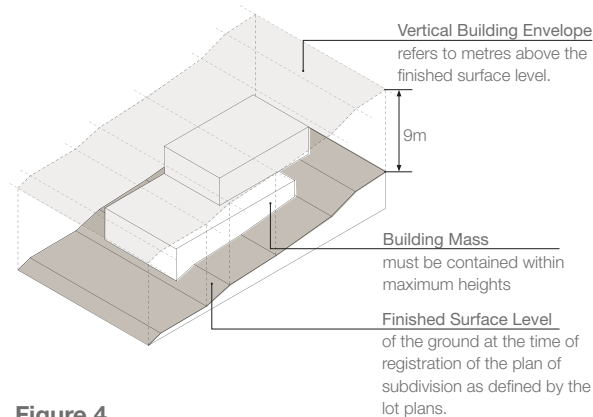 Vertical Building Envelope
refers to metres above the
finished surface level.
9m
Building Mass
must be contained within
maximum heights
Finished Surface Level
of the ground at the time of
registration of the plan of
subdivision as defined by the
lot plans.
Figure 4